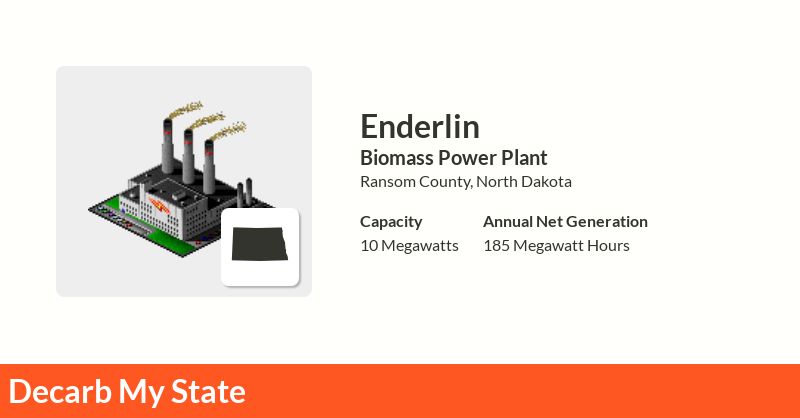 Enderlin
Biomass Power Plant
Ransom County, North Dakota
Capacity
10 Megawatts
Annual Net Generation
185 Megawatt Hours
Decarb My State